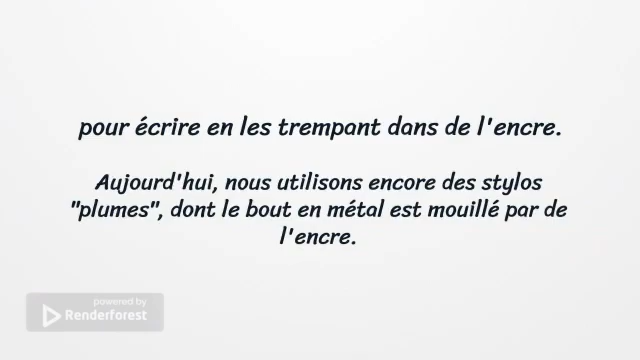 pour écrire en les trempant dans de l'encre.
Aujourd'hui, nous utilisons encore des stylos
"plumes", dont le bout en métal est mouillé par de
l'encre.
powered by
Renderforest